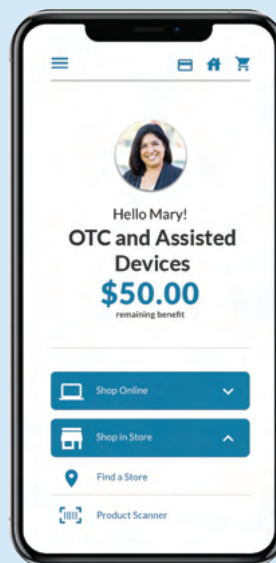 Hello Mary!
OTC and Assisted
Devices
$50.00
remaining benefit
Shop Online
Shop in Store
Find a Store
Product Scanner